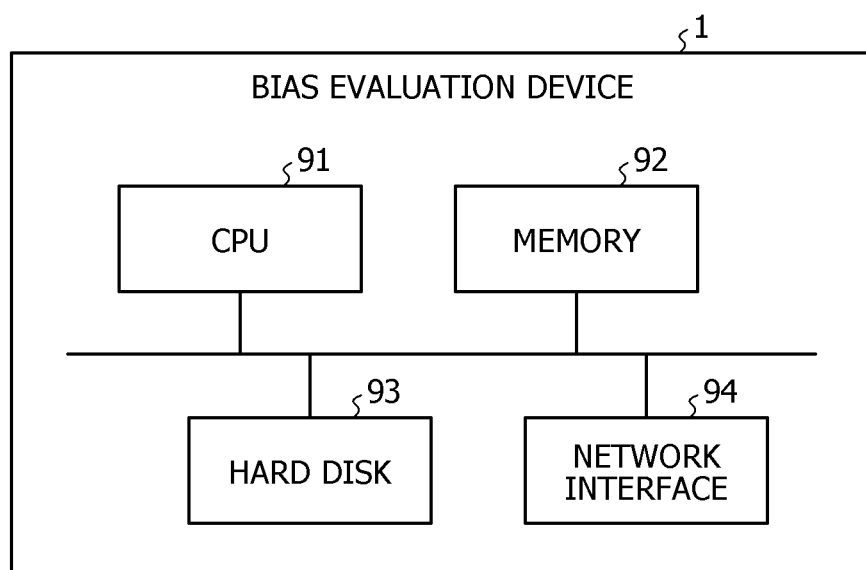 1
BIAS EVALUATION DEVICE
91
92
CPU
MEMORY
93
94
HARD DISK
NETWORK
INTERFACE